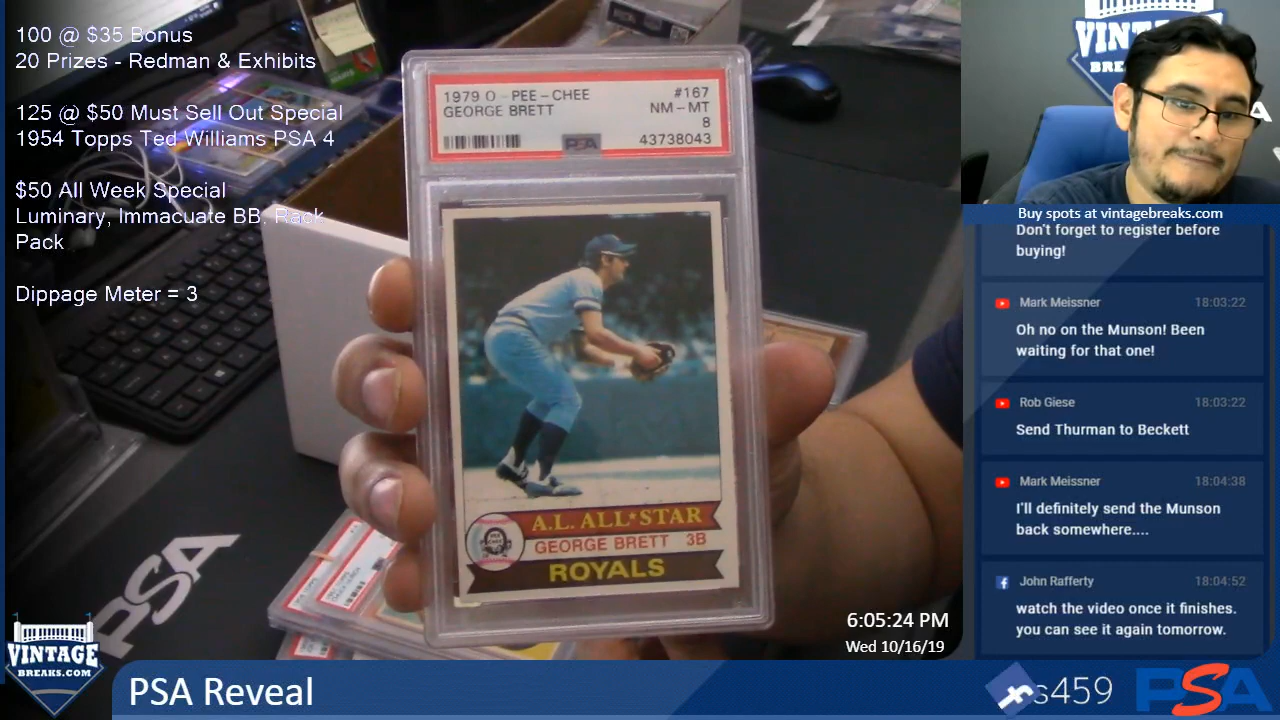 100 @ $35 Bonus
20 Prizes - Redman & Exhibits
125 @ $50 Must Sell Out Special
1954 Topps Ted Williams PSA 4
$50 All Week Special
Luminary, Immacuate BB, Rack
Pack
Dippage Meter = 3
1979 O - PEE - CHEE #167
GEORGE BRETT NM - MT
8
PSA 43738043
A.L. ALL★STAR
GEORGE BRETT 3B
ROYALS
PSA
VINTAGE
BREAKS.COM
PSA Reveal
6:05:24 PM
Wed 10/16/19
s459
PSA
Buy spots at vintagebreaks.com
Don't forget to register before
buying!
Mark Meissner 18:03:22
Oh no on the Munson! Been
waiting for that one!
Rob Giese 18:03:22
Send Thurman to Beckett
Mark Meissner 18:04:38
I'll definitely send the Munson
back somewhere....
John Rafferty 18:04:52
watch the video once it finishes.
you can see it again tomorrow.